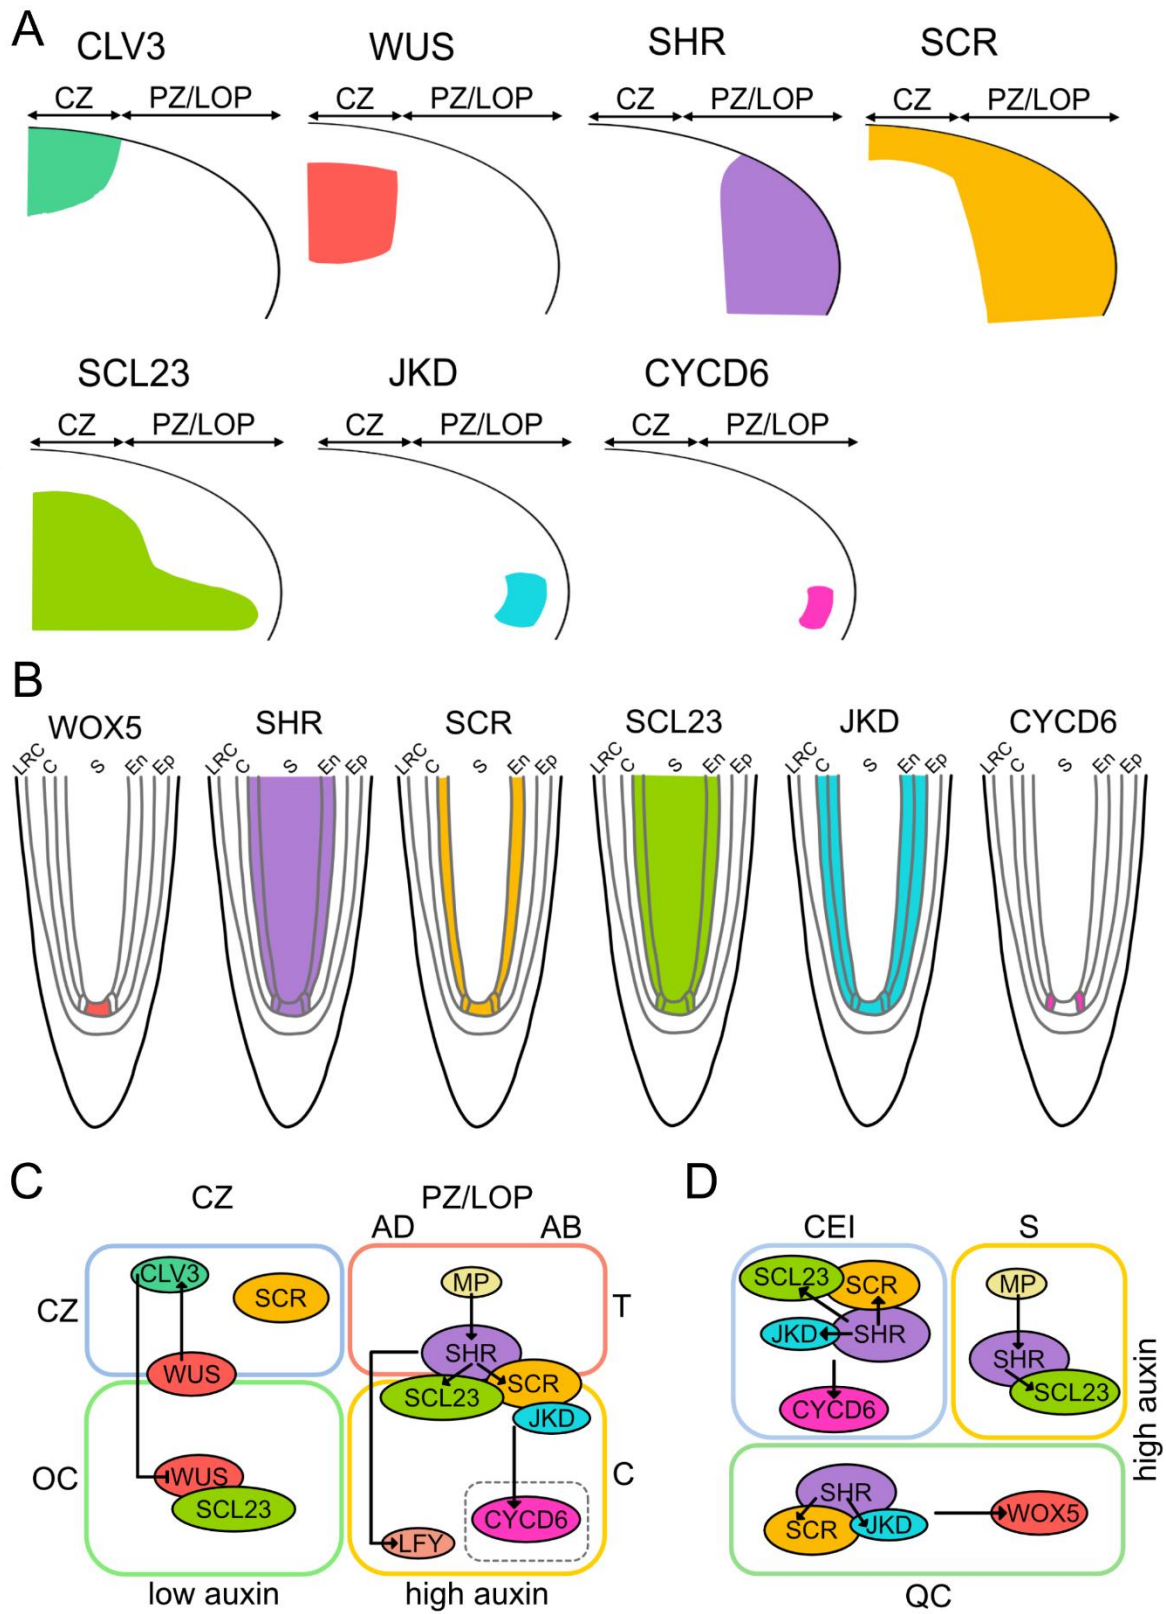 A
CLV3 WUS SHR SCR
CZ PZ/LOP CZ PZ/LOP CZ PZ/LOP CZ PZ/LOP
SCL23 JKD CYCD6
CZ PZ/LOP CZ PZ/LOP CZ PZ/LOP
B
WOX5 SHR SCR SCL23 JKD CYCD6
LRC C S En Ep LRC C S En Ep LRC C S En Ep LRC C S En Ep LRC C S En Ep LRC C S En Ep
C
CZ PZ/LOP
AD AB
CZ
CLV3
SCR
WUS
MP
T
SHR
SCL23
SCR
JKD
OC
WUS
SCL23
C
CYCD6
LFY
low auxin high auxin
D
CEI S
SCL23
SCR
JKD
SHR
CYCD6
MP
SHR
SCL23
high auxin
SHR
SCR
JKD
WOX5
QC